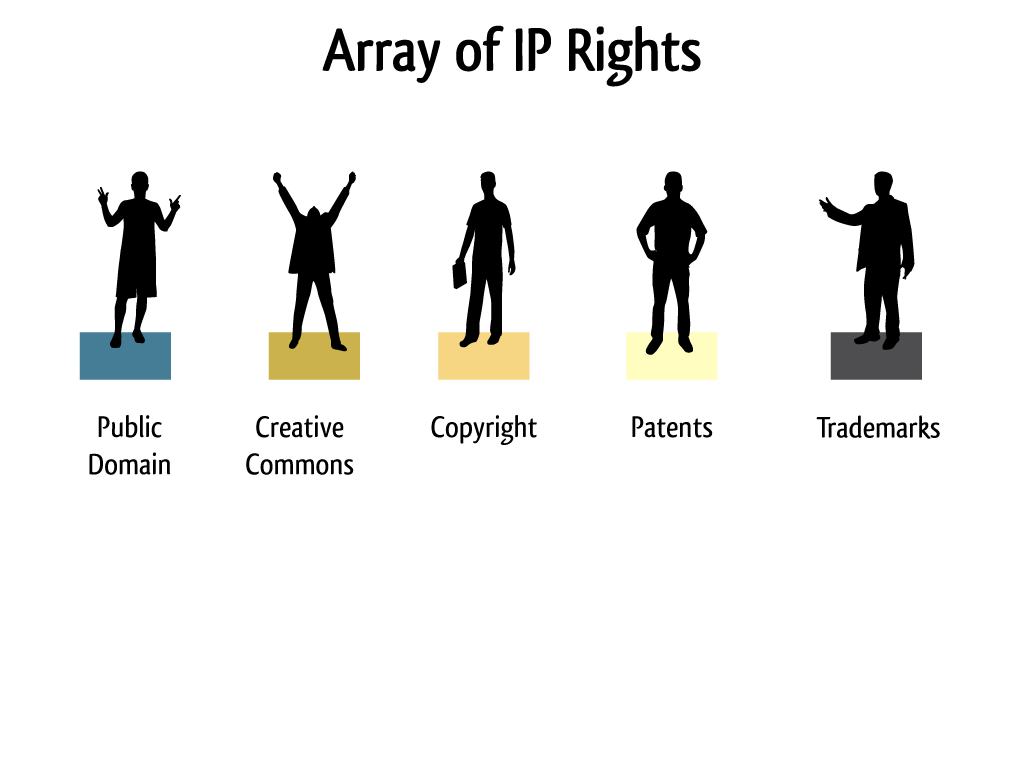 Array of IP Rights
Public
Domain
Creative
Commons
Copyright
Patents
Trademarks